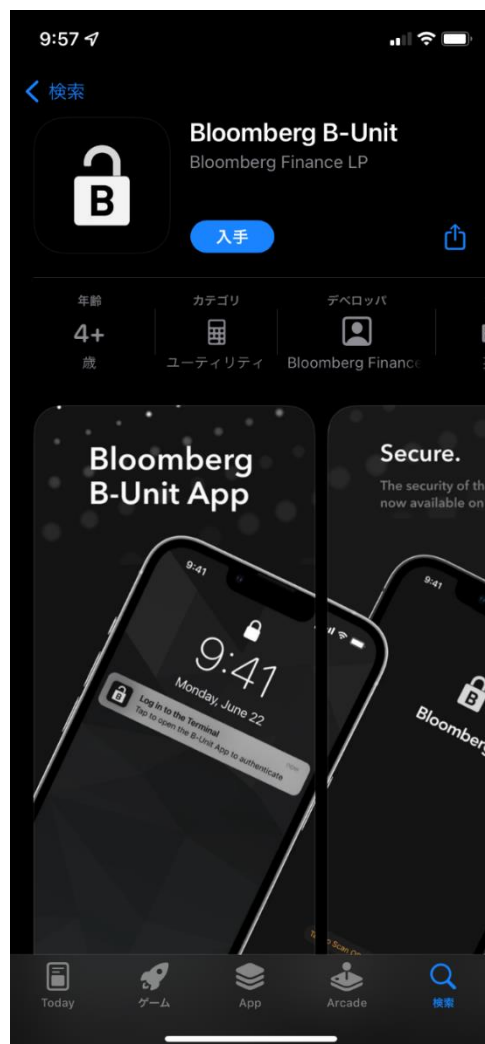 9:57
検索
Bloomberg B-Unit
Bloomberg Finance LP
B
入手
年齢
カテゴリ
デベロッパ
4+
歳
ユーティリティ
Bloomberg Finance
Bloomberg
B-Unit App
9:41
9:41
Monday, June 22
B
Log in to the Terminal
now
Tap to open the B-Unit App to authenticate
Secure.
The security of th
now available on
9:41
B
Bloomber
Today
ゲーム
App
Arcade
検索